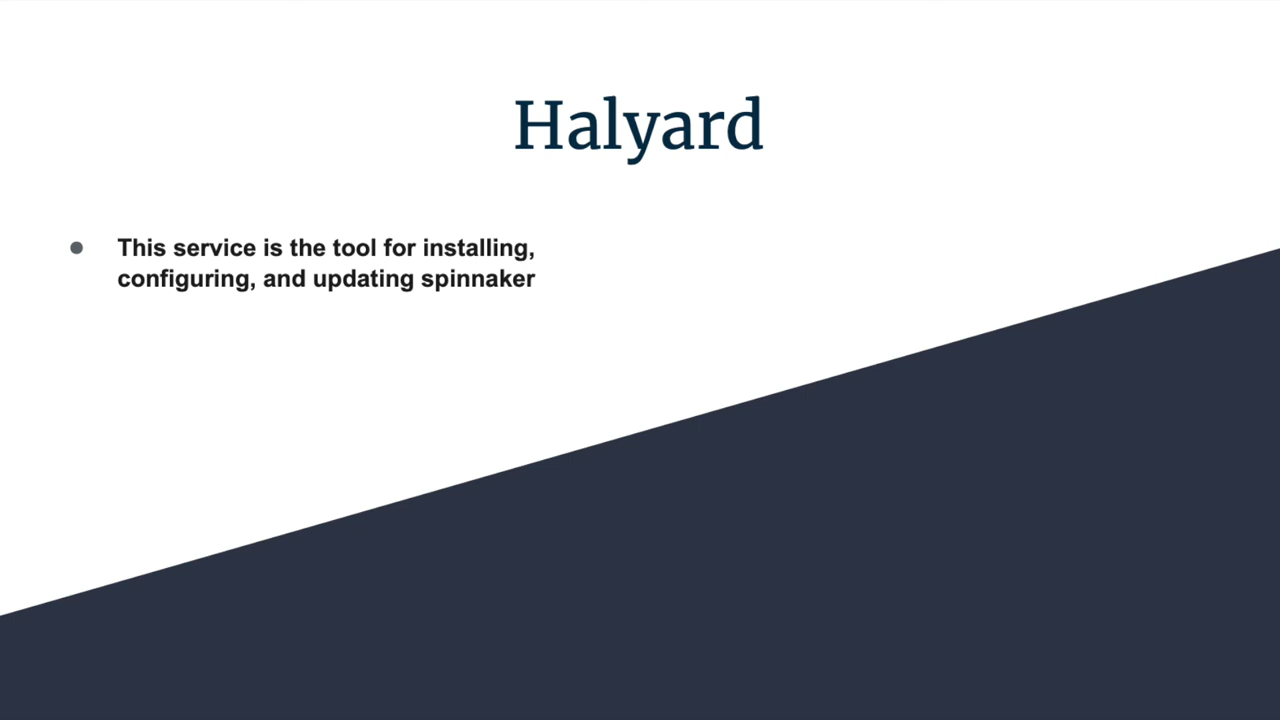 Halyard
● This service is the tool for installing,
configuring, and updating spinnaker